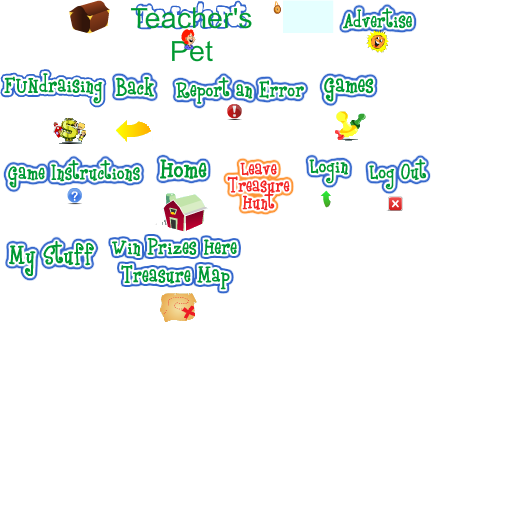 Teacher's
Pet
Advertise
FUNdraising
Back
Report an Error
Games
Game Instructions
Home
Leave
Treasure
Hunt
Login
Log Out
My Stuff
Win Prizes Here
Treasure Map